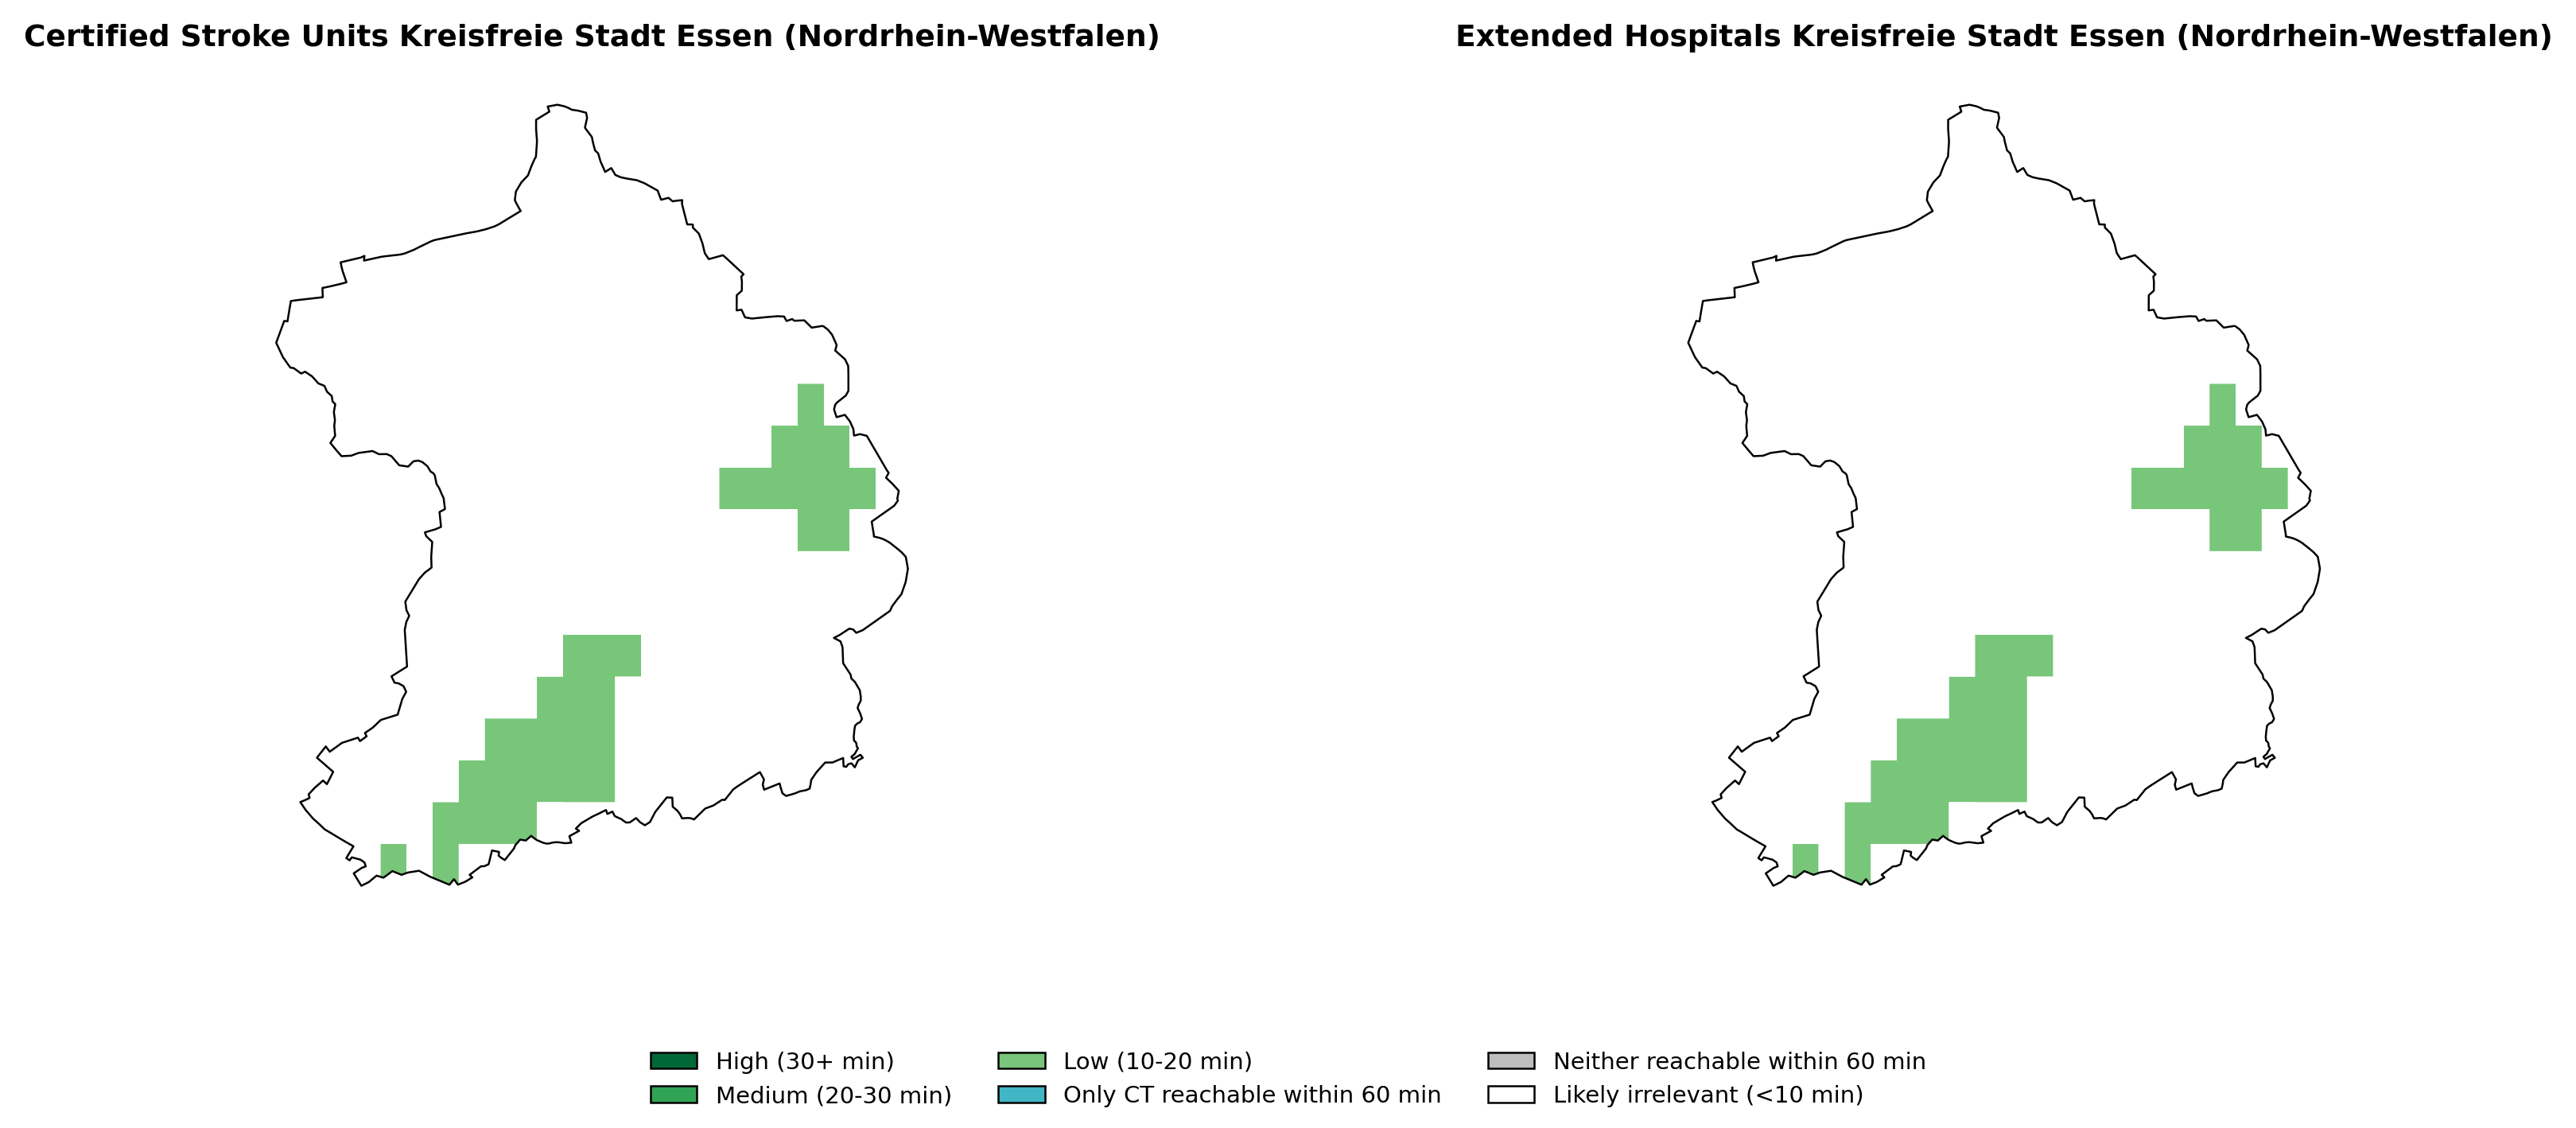 Certified Stroke Units Kreisfreie Stadt Essen (Nordrhein-Westfalen)
Extended Hospitals Kreisfreie Stadt Essen (Nordrhein-Westfalen)
High (30+ min)
Medium (20-30 min)
Low (10-20 min)
Only CT reachable within 60 min
Neither reachable within 60 min
Likely irrelevant (<10 min)